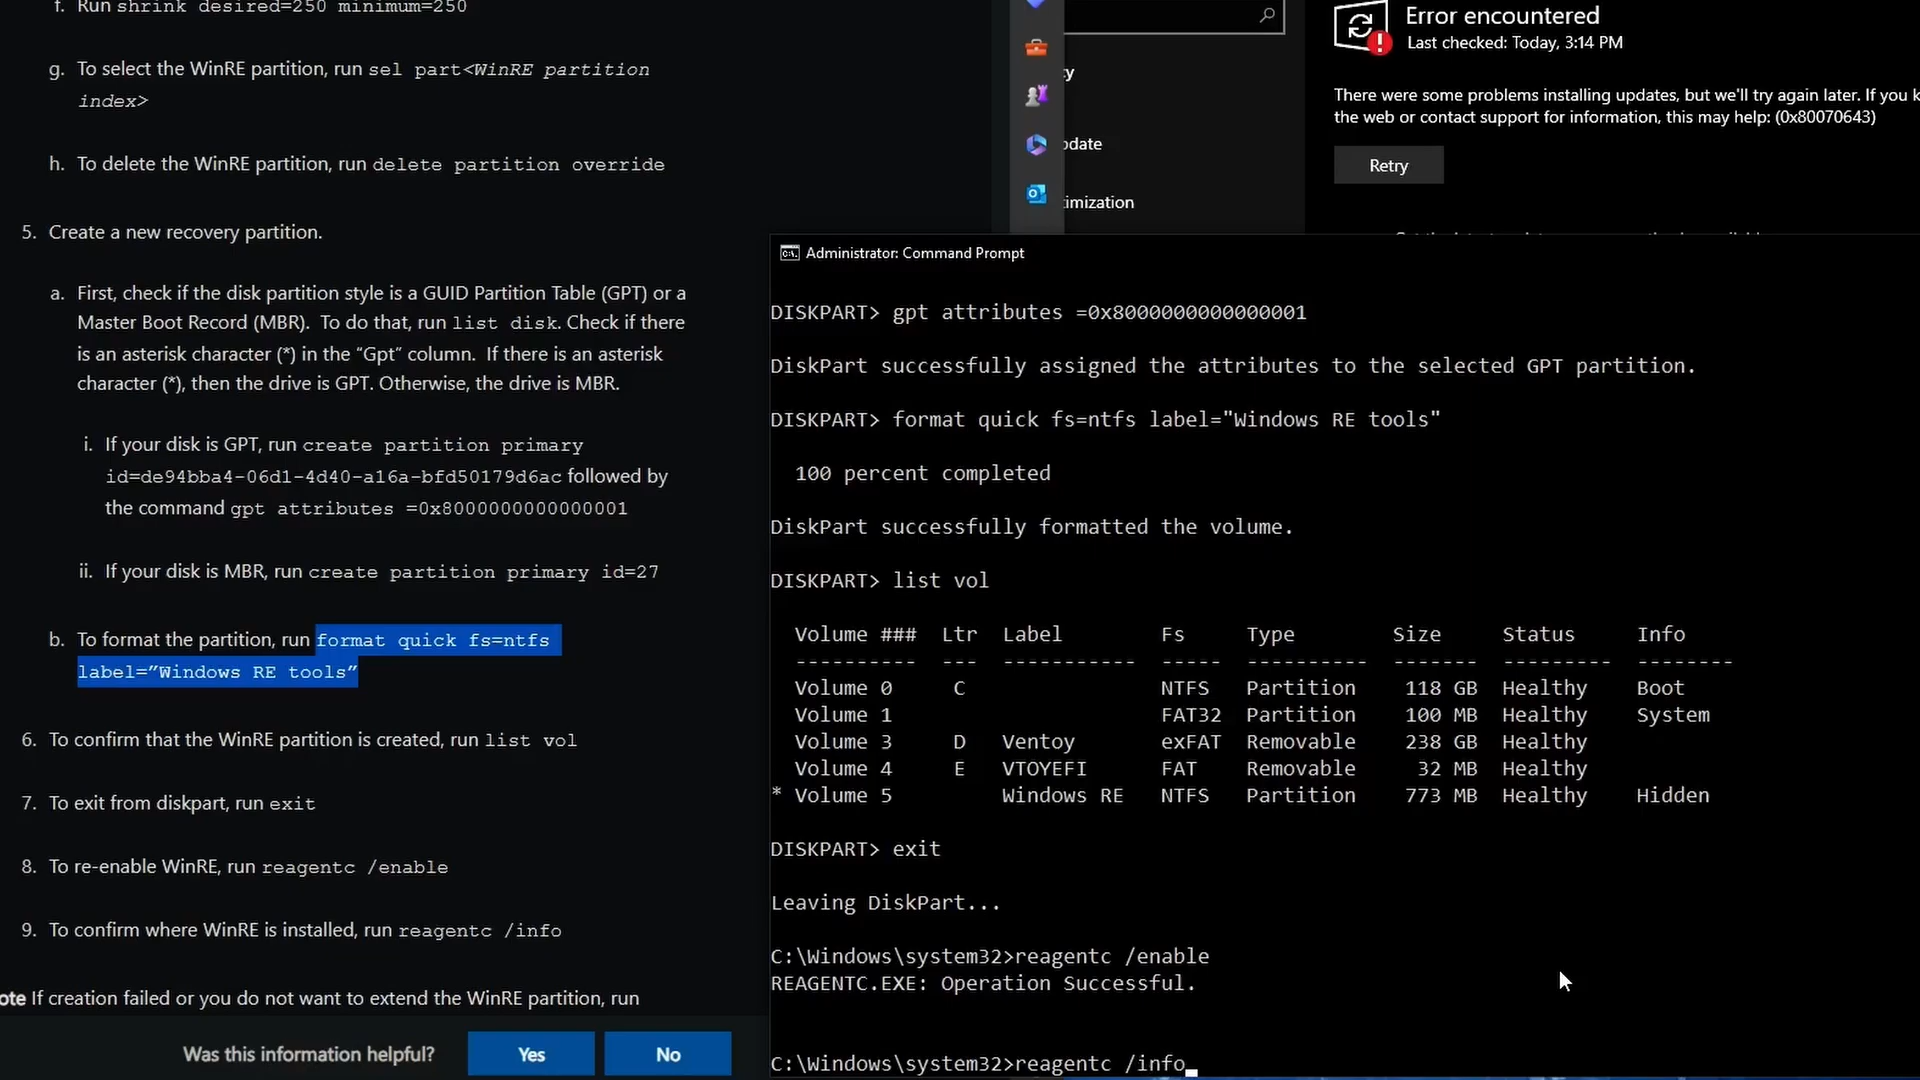 f. Run shrink desired=250 minimum=250
g. To select the WinRE partition, run sel part<WinRE partition
index>
h. To delete the WinRE partition, run delete partition override
5. Create a new recovery partition.
a. First, check if the disk partition style is a GUID Partition Table (GPT) or a
Master Boot Record (MBR).  To do that, run list disk. Check if there
is an asterisk character (*) in the “Gpt” column.  If there is an asterisk
character (*), then the drive is GPT. Otherwise, the drive is MBR.
i. If your disk is GPT, run create partition primary
id=de94bba4-06d1-4d40-a16a-bfd50179d6ac followed by
the command gpt attributes =0x8000000000000001
ii. If your disk is MBR, run create partition primary id=27
b. To format the partition, run format quick fs=ntfs
label=”Windows RE tools”
6. To confirm that the WinRE partition is created, run list vol
7. To exit from diskpart, run exit
8. To re-enable WinRE, run reagentc /enable
9. To confirm where WinRE is installed, run reagentc /info
ote If creation failed or you do not want to extend the WinRE partition, run
Was this information helpful?
Yes
No
ty
pdate
timization
Error encountered
Last checked: Today, 3:14 PM
There were some problems installing updates, but we'll try again later. If you k
the web or contact support for information, this may help: (0x80070643)
Retry
Administrator: Command Prompt
DISKPART> gpt attributes =0x8000000000000001
DiskPart successfully assigned the attributes to the selected GPT partition.
DISKPART> format quick fs=ntfs label="Windows RE tools"
100 percent completed
DiskPart successfully formatted the volume.
DISKPART> list vol
Volume ###  Ltr  Label        Fs     Type        Size     Status     Info
----------  ---  -----------  -----  ----------  -------  ---------  --------
Volume 0     C                NTFS   Partition    118 GB  Healthy    Boot
Volume 1                      FAT32  Partition    100 MB  Healthy    System
Volume 3     D   Ventoy       exFAT  Removable    238 GB  Healthy
Volume 4     E   VTOYEFI      FAT    Removable     32 MB  Healthy
* Volume 5         Windows RE   NTFS   Partition    773 MB  Healthy    Hidden
DISKPART> exit
Leaving DiskPart...
C:\Windows\system32>reagentc /enable
REAGENTC.EXE: Operation Successful.
C:\Windows\system32>reagentc /info